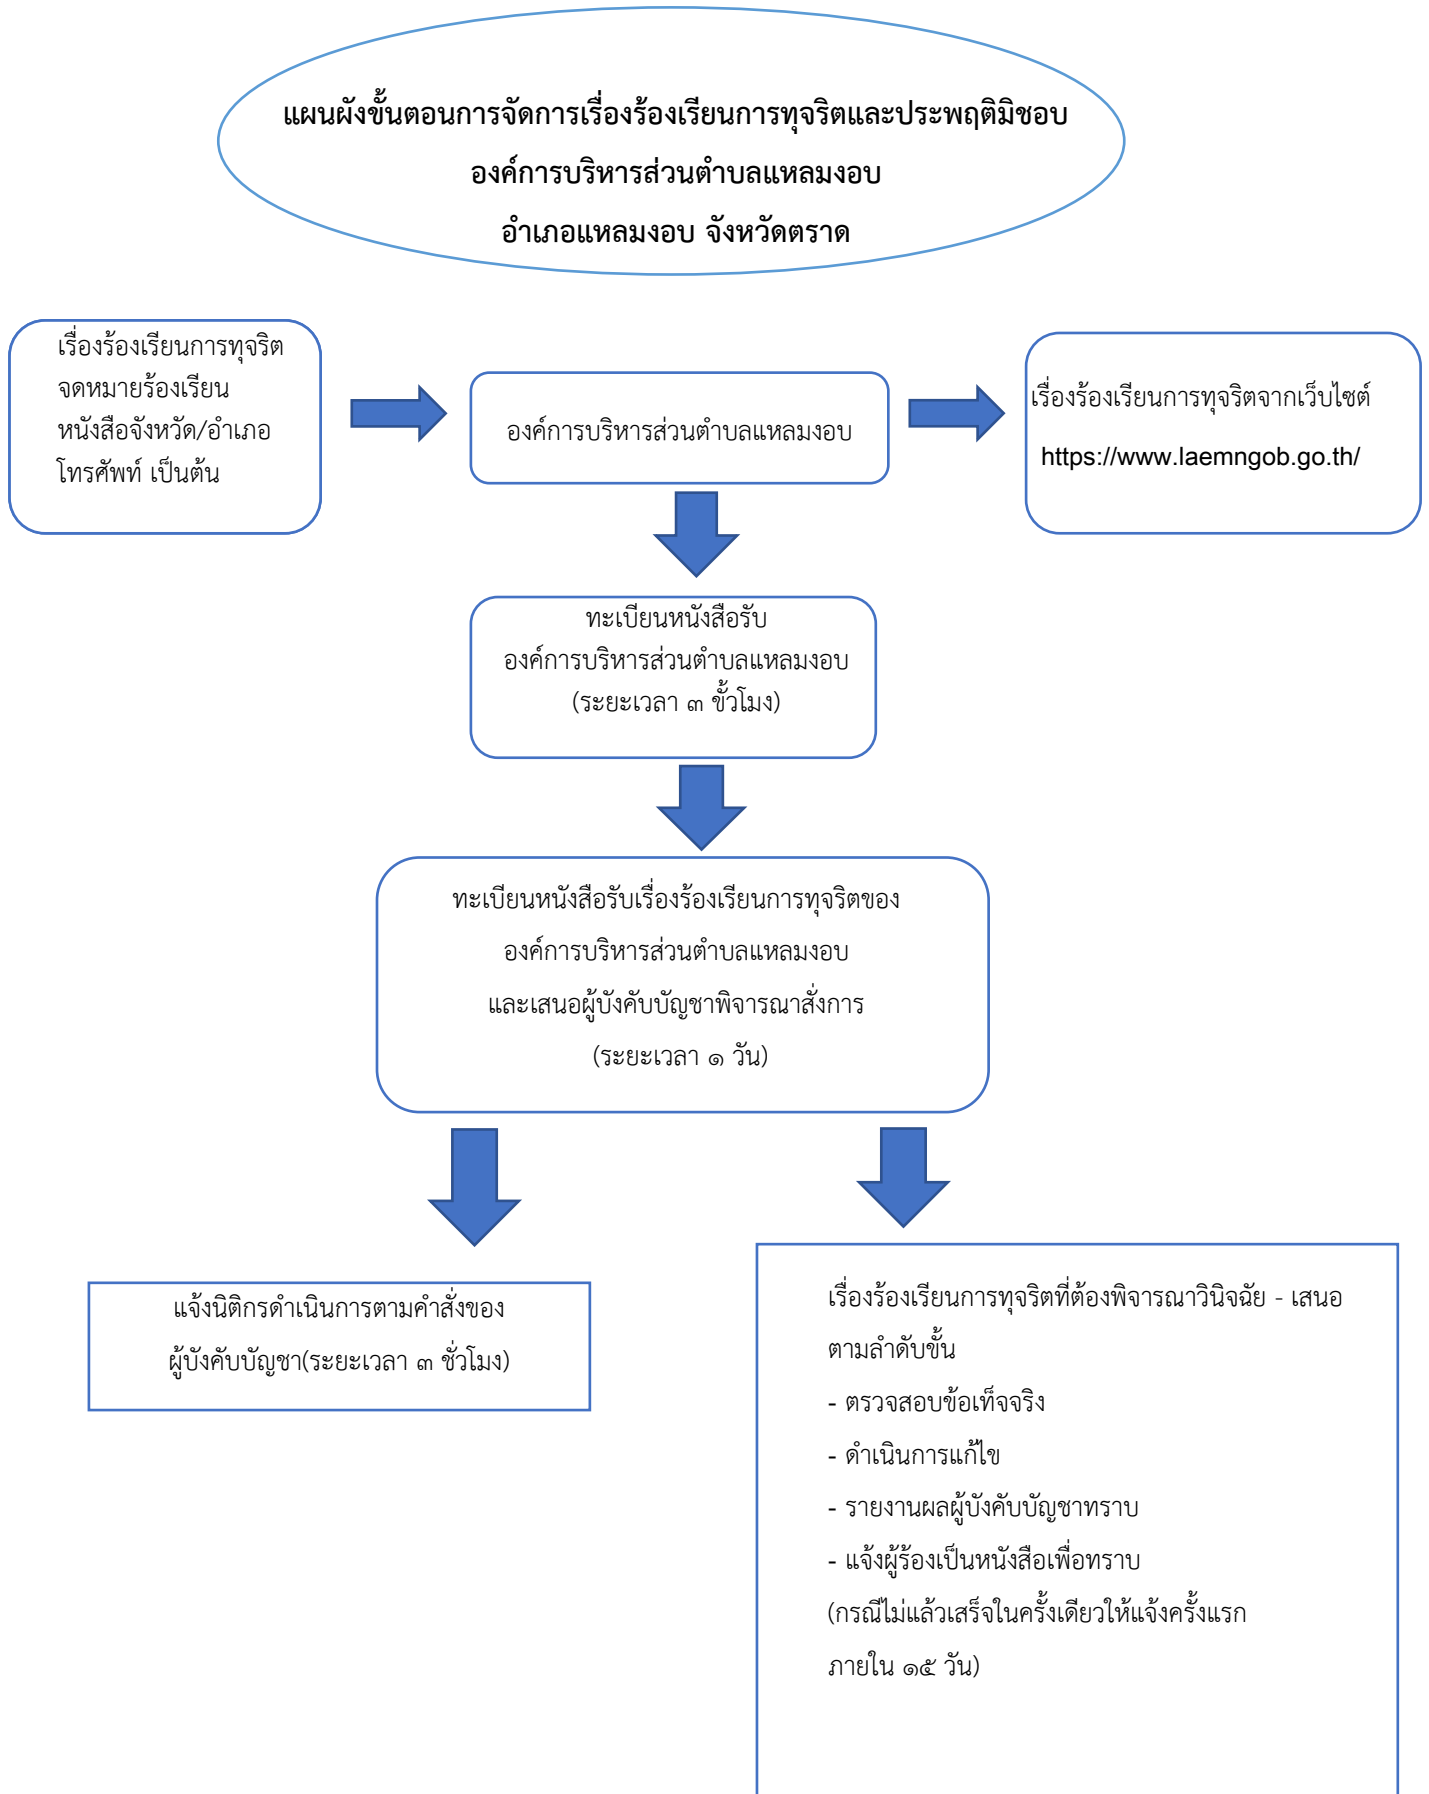 แผนผังขั้นตอนการจัดการเรื่องร้องเรียนการทุจริตและประพฤติมิชอบ
องค์การบริหารส่วนตำบลแหลมงอบ
อำเภอแหลมงอบ จังหวัดตราด
เรื่องร้องเรียนการทุจริต
จดหมายร้องเรียน
หนังสือจังหวัด/อำเภอ
โทรศัพท์ เป็นต้น
องค์การบริหารส่วนตำบลแหลมงอบ
เรื่องร้องเรียนการทุจริตจากเว็บไซต์
https://www.laemngob.go.th/
ทะเบียนหนังสือรับ
องค์การบริหารส่วนตำบลแหลมงอบ
(ระยะเวลา ๓ ขั้วโมง)
ทะเบียนหนังสือรับเรื่องร้องเรียนการทุจริตของ
องค์การบริหารส่วนตำบลแหลมงอบ
และเสนอผู้บังคับบัญชาพิจารณาสั่งการ
(ระยะเวลา ๑ วัน)
แจ้งนิติกรดำเนินการตามคำสั่งของ
ผู้บังคับบัญชา(ระยะเวลา ๓ ชั่วโมง)
เรื่องร้องเรียนการทุจริตที่ต้องพิจารณาวินิจฉัย - เสนอ
ตามลำดับขั้น
- ตรวจสอบข้อเท็จจริง
- ดำเนินการแก้ไข
- รายงานผลผู้บังคับบัญชาทราบ
- แจ้งผู้ร้องเป็นหนังสือเพื่อทราบ
(กรณีไม่แล้วเสร็จในครั้งเดียวให้แจ้งครั้งแรก
ภายใน ๑๕ วัน)